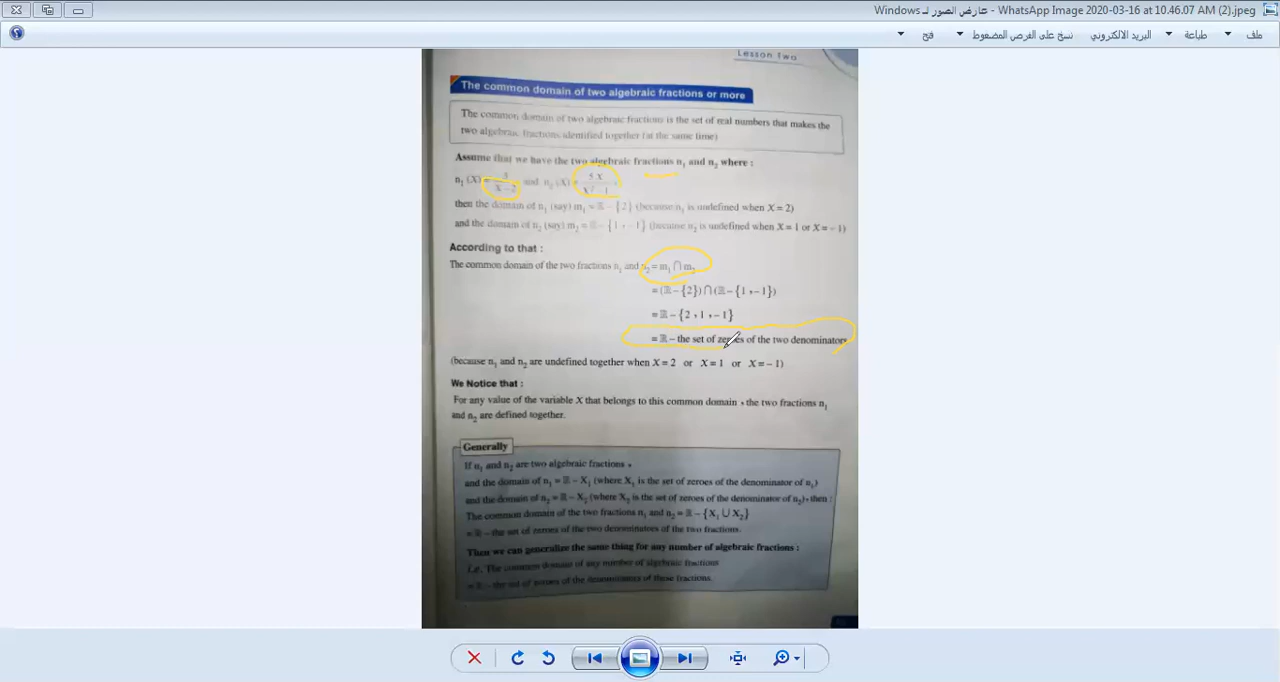 WhatsApp Image 2020-03-16 at 10.46.07 AM (2).jpeg - عارض الصور لـ Windows
ملف طباعة البريد الالكتروني نسخ على القرص المضغوط فتح
Lesson two
The common domain of two algebraic fractions or more
The common domain of two algebraic fractions is the set of real numbers that makes the
two algebraic fractions identified together (at the same time)
Assume that we have the two algebraic fractions n₁ and n₂ where :
n₁ (X) = 5 / X – 2 and n₂ (X) = 5 X / X² – 1
then the domain of n₁ (say) m₁ = ℝ – {2} (because n₁ is undefined when X = 2)
and the domain of n₂ (say) m₂ = ℝ – {1 , – 1} (because n₂ is undefined when X = 1 or X = – 1)
According to that :
The common domain of the two fractions n₁ and n₂ = m₁ ∩ m₂
= (ℝ – {2}) ∩ (ℝ – {1 , – 1})
= ℝ – {2 , 1 , – 1}
= ℝ – the set of zeroes of the two denominators
(because n₁ and n₂ are undefined together when X = 2 or X = 1 or X = – 1)
We Notice that :
For any value of the variable X that belongs to this common domain , the two fractions n₁
and n₂ are defined together.
Generally
If n₁ and n₂ are two algebraic fractions ,
and the domain of n₁ = ℝ – X₁ (where X₁ is the set of zeroes of the denominator of n₁)
and the domain of n₂ = ℝ – X₂ (where X₂ is the set of zeroes of the denominator of n₂) , then :
The common domain of the two fractions n₁ and n₂ = ℝ – {X₁ ∪ X₂}
= ℝ – the set of zeroes of the two denominators of the two fractions.
Then we can generalize the same thing for any number of algebraic fractions :
i.e. The common domain of any number of algebraic fractions
= ℝ – the set of zeroes of the denominators of these fractions.